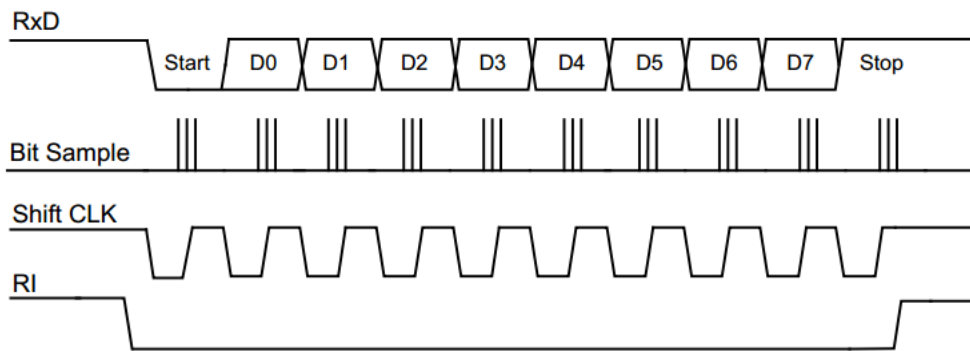 RxD
Start D0 D1 D2 D3 D4 D5 D6 D7 Stop
Bit Sample
Shift CLK
RI